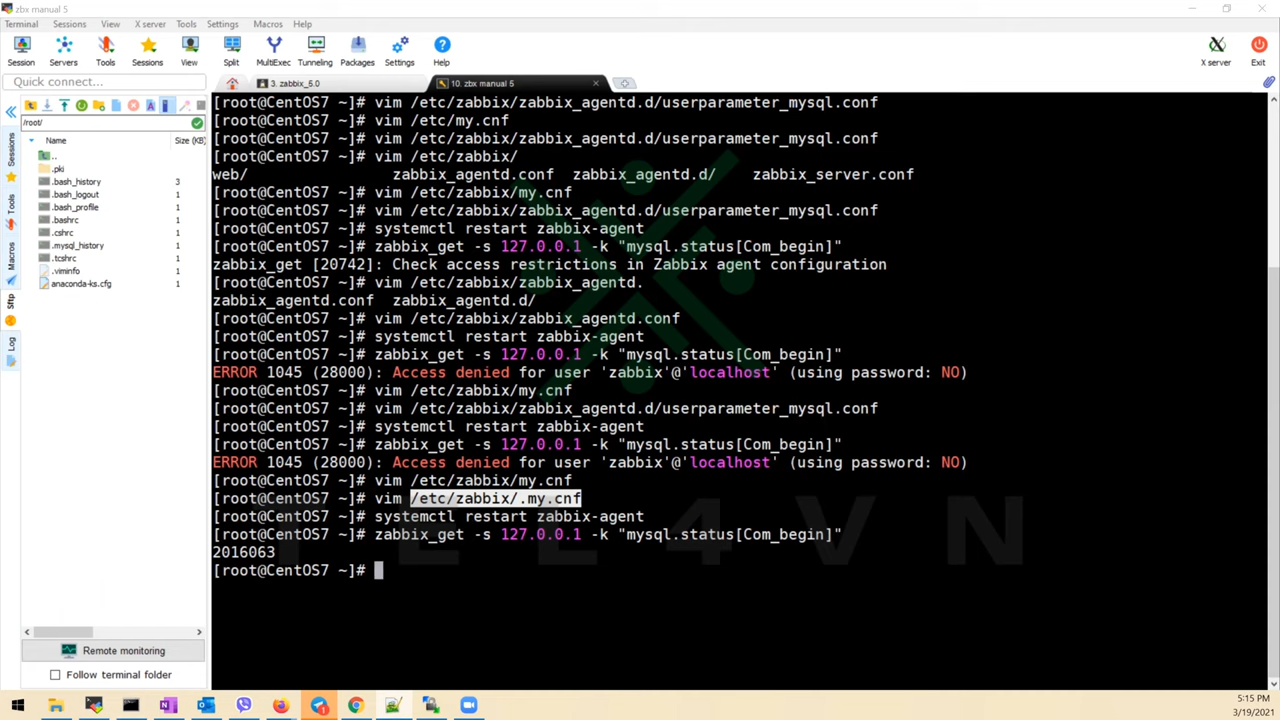 zbx manual 5
Terminal Sessions View X server Tools Settings Macros Help
Session Servers Tools Sessions View Split MultiExec Tunneling Packages Settings Help X server Exit
Quick connect...
3. zabbix_5.0
10. zbx manual 5
/root/
Name Size (KB)
..
.pki
.bash_history 3
.bash_logout 1
.bash_profile 1
.bashrc 1
.cshrc 1
.mysql_history 1
.tcshrc 1
.viminfo 1
anaconda-ks.cfg 1
Sessions
Tools
Macros
Sftp
Log
Remote monitoring
Follow terminal folder
[root@CentOS7 ~]# vim /etc/zabbix/zabbix_agentd.d/userparameter_mysql.conf
[root@CentOS7 ~]# vim /etc/my.cnf
[root@CentOS7 ~]# vim /etc/zabbix/zabbix_agentd.d/userparameter_mysql.conf
[root@CentOS7 ~]# vim /etc/zabbix/
web/ zabbix_agentd.conf zabbix_agentd.d/ zabbix_server.conf
[root@CentOS7 ~]# vim /etc/zabbix/my.cnf
[root@CentOS7 ~]# vim /etc/zabbix/zabbix_agentd.d/userparameter_mysql.conf
[root@CentOS7 ~]# systemctl restart zabbix-agent
[root@CentOS7 ~]# zabbix_get -s 127.0.0.1 -k "mysql.status[Com_begin]"
zabbix_get [20742]: Check access restrictions in Zabbix agent configuration
[root@CentOS7 ~]# vim /etc/zabbix/zabbix_agentd.
zabbix_agentd.conf zabbix_agentd.d/
[root@CentOS7 ~]# vim /etc/zabbix/zabbix_agentd.conf
[root@CentOS7 ~]# systemctl restart zabbix-agent
[root@CentOS7 ~]# zabbix_get -s 127.0.0.1 -k "mysql.status[Com_begin]"
ERROR 1045 (28000): Access denied for user 'zabbix'@'localhost' (using password: NO)
[root@CentOS7 ~]# vim /etc/zabbix/my.cnf
[root@CentOS7 ~]# vim /etc/zabbix/zabbix_agentd.d/userparameter_mysql.conf
[root@CentOS7 ~]# systemctl restart zabbix-agent
[root@CentOS7 ~]# zabbix_get -s 127.0.0.1 -k "mysql.status[Com_begin]"
ERROR 1045 (28000): Access denied for user 'zabbix'@'localhost' (using password: NO)
[root@CentOS7 ~]# vim /etc/zabbix/my.cnf
[root@CentOS7 ~]# vim /etc/zabbix/.my.cnf
[root@CentOS7 ~]# systemctl restart zabbix-agent
[root@CentOS7 ~]# zabbix_get -s 127.0.0.1 -k "mysql.status[Com_begin]"
2016063
[root@CentOS7 ~]#
5:15 PM
3/19/2021